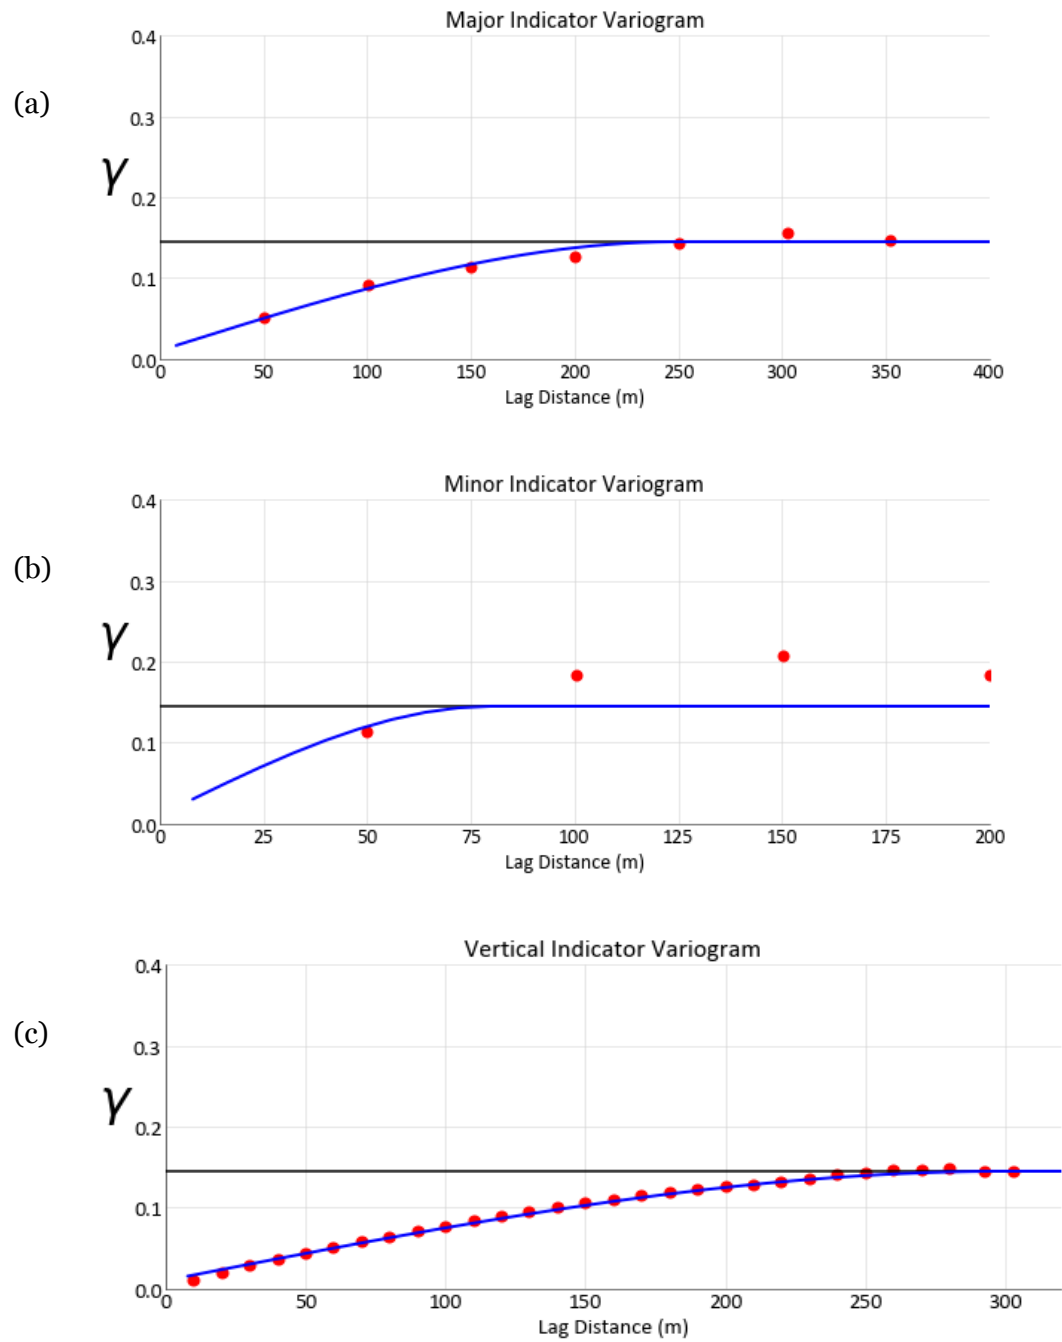 Major Indicator Variogram
(a)
γ
0.4
0.3
0.2
0.1
0.0
0 50 100 150 200 250 300 350 400
Lag Distance (m)
Minor Indicator Variogram
(b)
γ
0.4
0.3
0.2
0.1
0.0
0 25 50 75 100 125 150 175 200
Lag Distance (m)
Vertical Indicator Variogram
(c)
γ
0.4
0.3
0.2
0.1
0.0
0 50 100 150 200 250 300
Lag Distance (m)